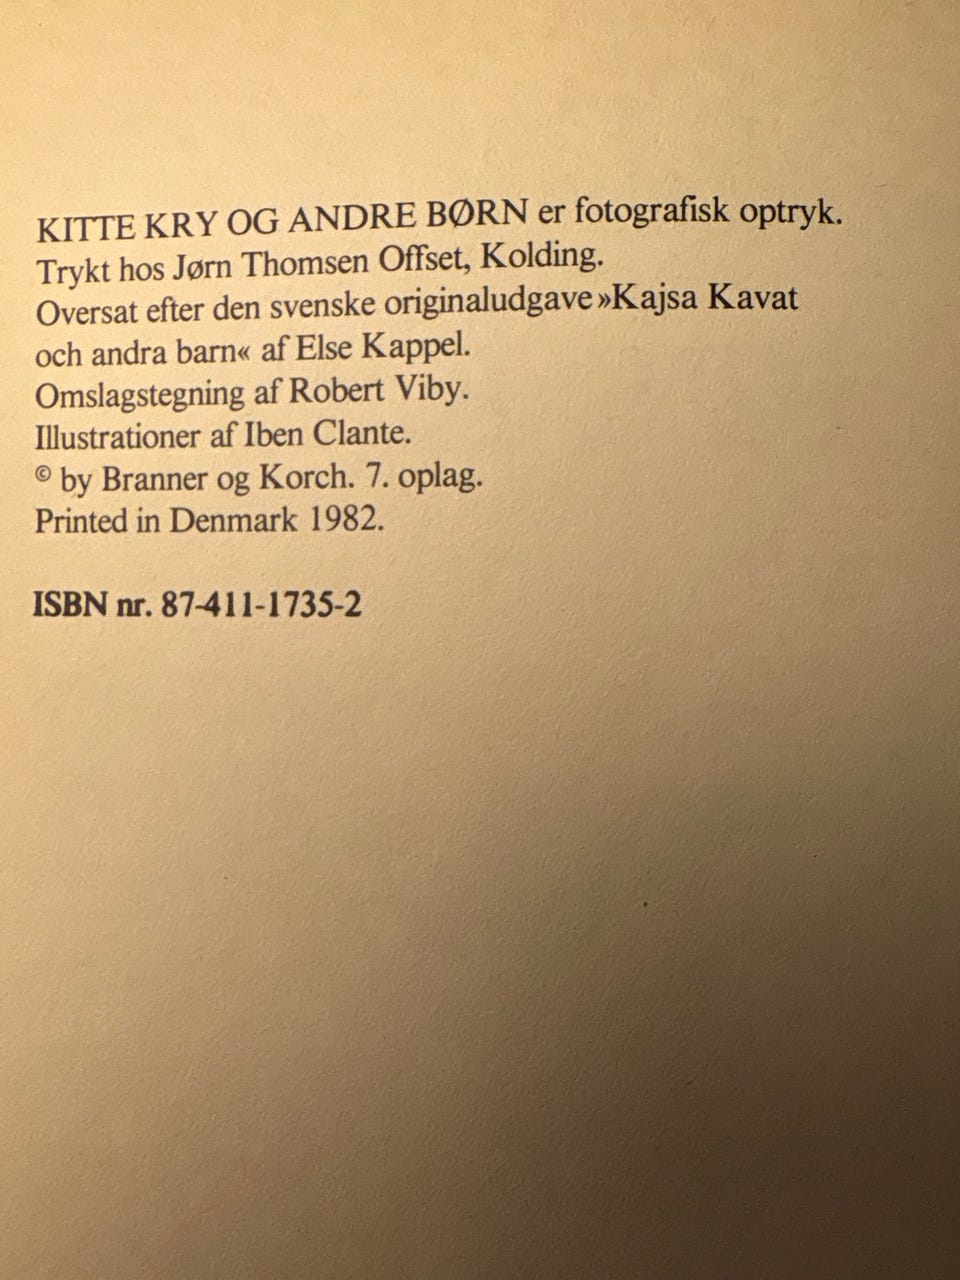 KITTE KRY OG ANDRE BØRN er fotografisk optryk.
Trykt hos Jørn Thomsen Offset, Kolding.
Oversat efter den svenske originaludgave »Kajsa Kavat
och andra barn« af Else Kappel.
Omslagstegning af Robert Viby.
Illustrationer af Iben Clante.
© by Branner og Korch. 7. oplag.
Printed in Denmark 1982.
ISBN nr. 87-411-1735-2